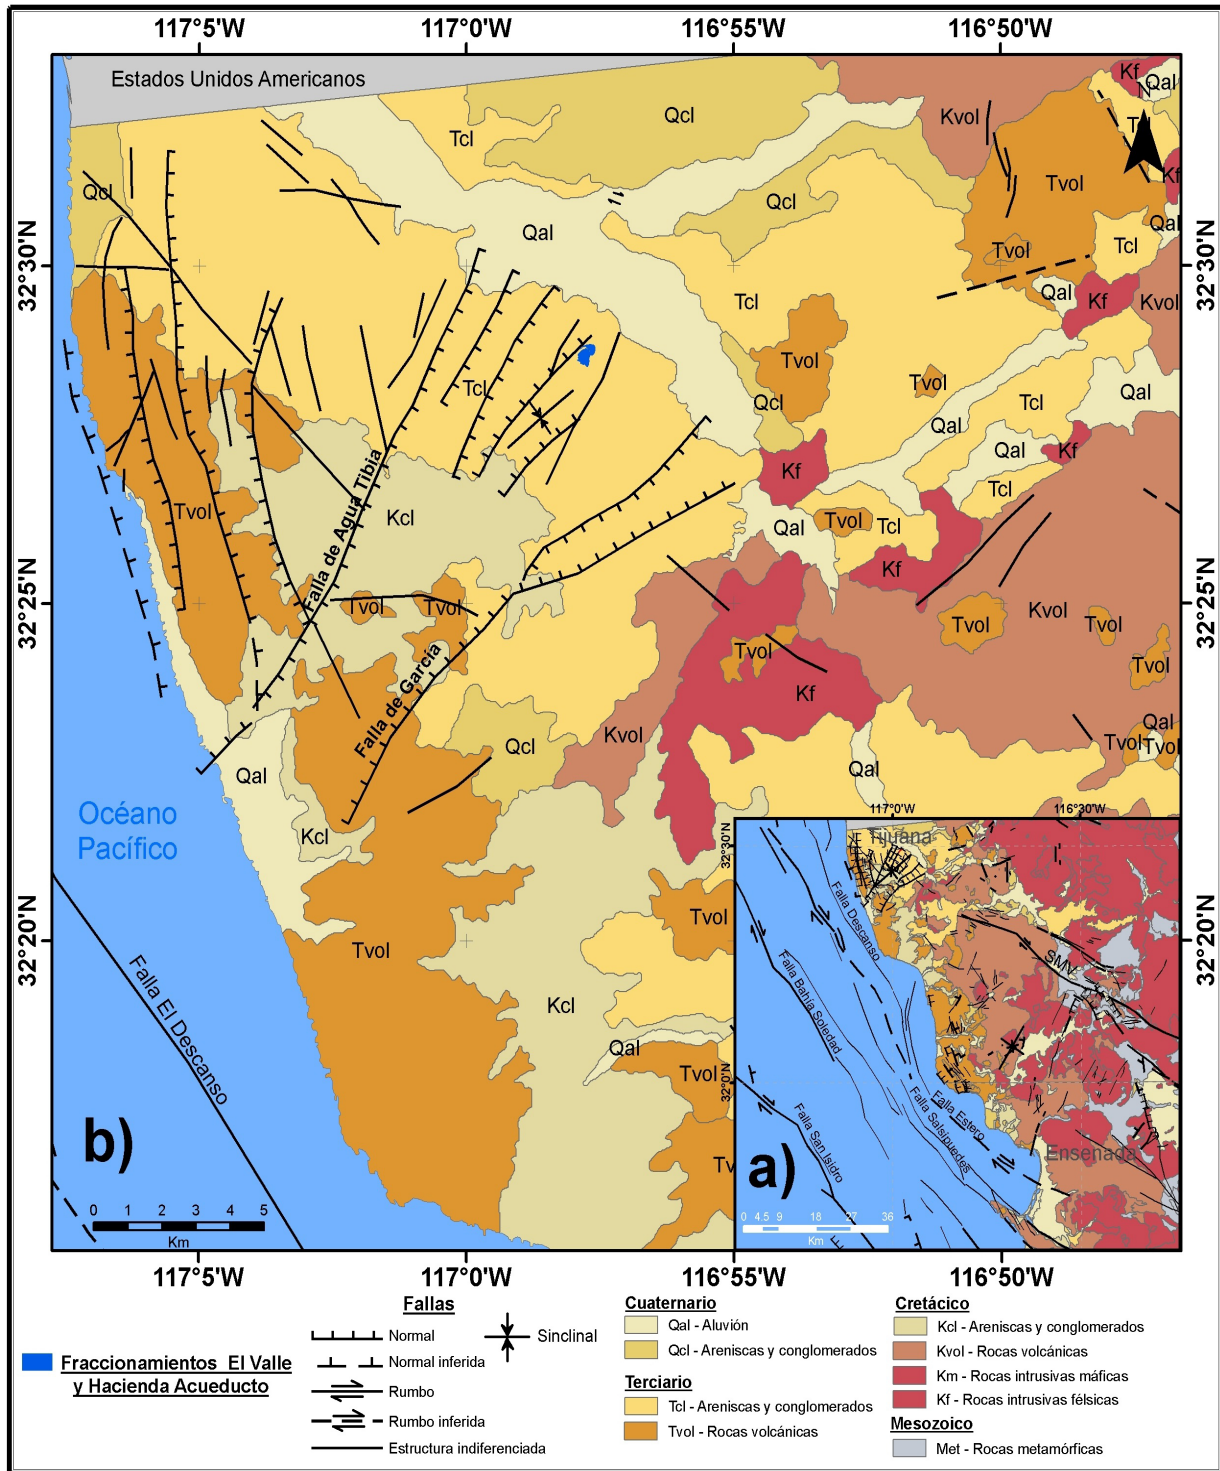 117°5'W 117°0'W 116°55'W 116°50'W
Estados Unidos Americanos
Kf
N
Qal
Qcl
Kvol
Tcl
Tcl
Tvol
Kf
Qcl
Qcl
Qal
Qal
Tcl
Tvol
32°30'N
32°30'N
Qal
Kf
Kvol
Tcl
Tvol
Tvol
Qal
Tcl
Qcl
Tcl
Qal
Qal
Kf
Kf
Tcl
Tvol
Kcl
Falla de Agua Tibia
Qal
Tvol
Tcl
Kf
32°25'N
32°25'N
Tvol
Tvol
Kvol
Tvol
Tvol
Tvol
Tvol
Falla de García
Kf
Qal
Kvol
Qcl
Tvol
Tvol
Qal
Qal
Océano
Pacífico
Kcl
32°20'N
32°20'N
Tvol
Tvol
Falla El Descanso
Kcl
Qal
Tvol
Tv
b)
0 1 2 3 4 5
Km
117°0'W 116°30'W
32°30'N
Tijuana
Falla Descanso
Falla Bahía Soledad
SMV
32°0'N
Falla Estero
Falla Salsipuedes
Falla San Isidro
Ensenada
a)
0 4.5 9 18 27 36
Km
117°5'W 117°0'W 116°55'W 116°50'W
Fraccionamientos El Valle
y Hacienda Acueducto
Fallas
Normal
Normal inferida
Rumbo
Rumbo inferida
Estructura indiferenciada
Sinclinal
Cuaternario
Qal - Aluvión
Qcl - Areniscas y conglomerados
Terciario
Tcl - Areniscas y conglomerados
Tvol - Rocas volcánicas
Cretácico
Kcl - Areniscas y conglomerados
Kvol - Rocas volcánicas
Km - Rocas intrusivas máficas
Kf - Rocas intrusivas félsicas
Mesozoico
Met - Rocas metamórficas